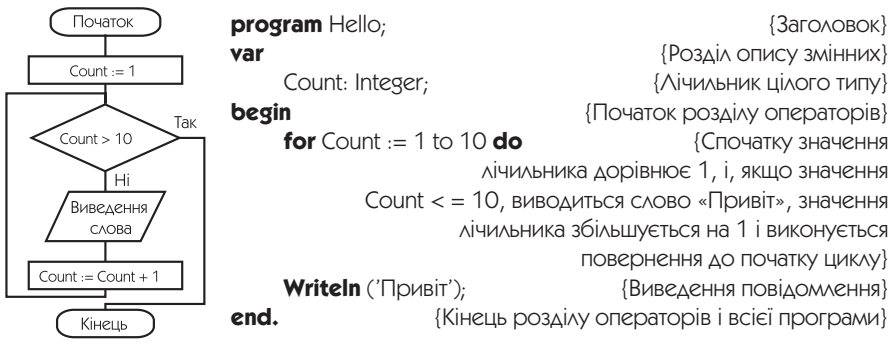 Початок
Count := 1
Count > 10
Так
Ні
Виведення
слова
Count := Count + 1
Кінець
program Hello; {Заголовок}
var {Розділ опису змінних}
Count: Integer; {Лічильник цілого типу}
begin {Початок розділу операторів}
for Count := 1 to 10 do {Спочатку значення
лічильника дорівнює 1, і, якщо значення
Count < = 10, виводиться слово «Привіт», значення
лічильника збільшується на 1 і виконується
повернення до початку циклу}
Writeln ('Привіт'); {Виведення повідомлення}
end. {Кінець розділу операторів і всієї програми}